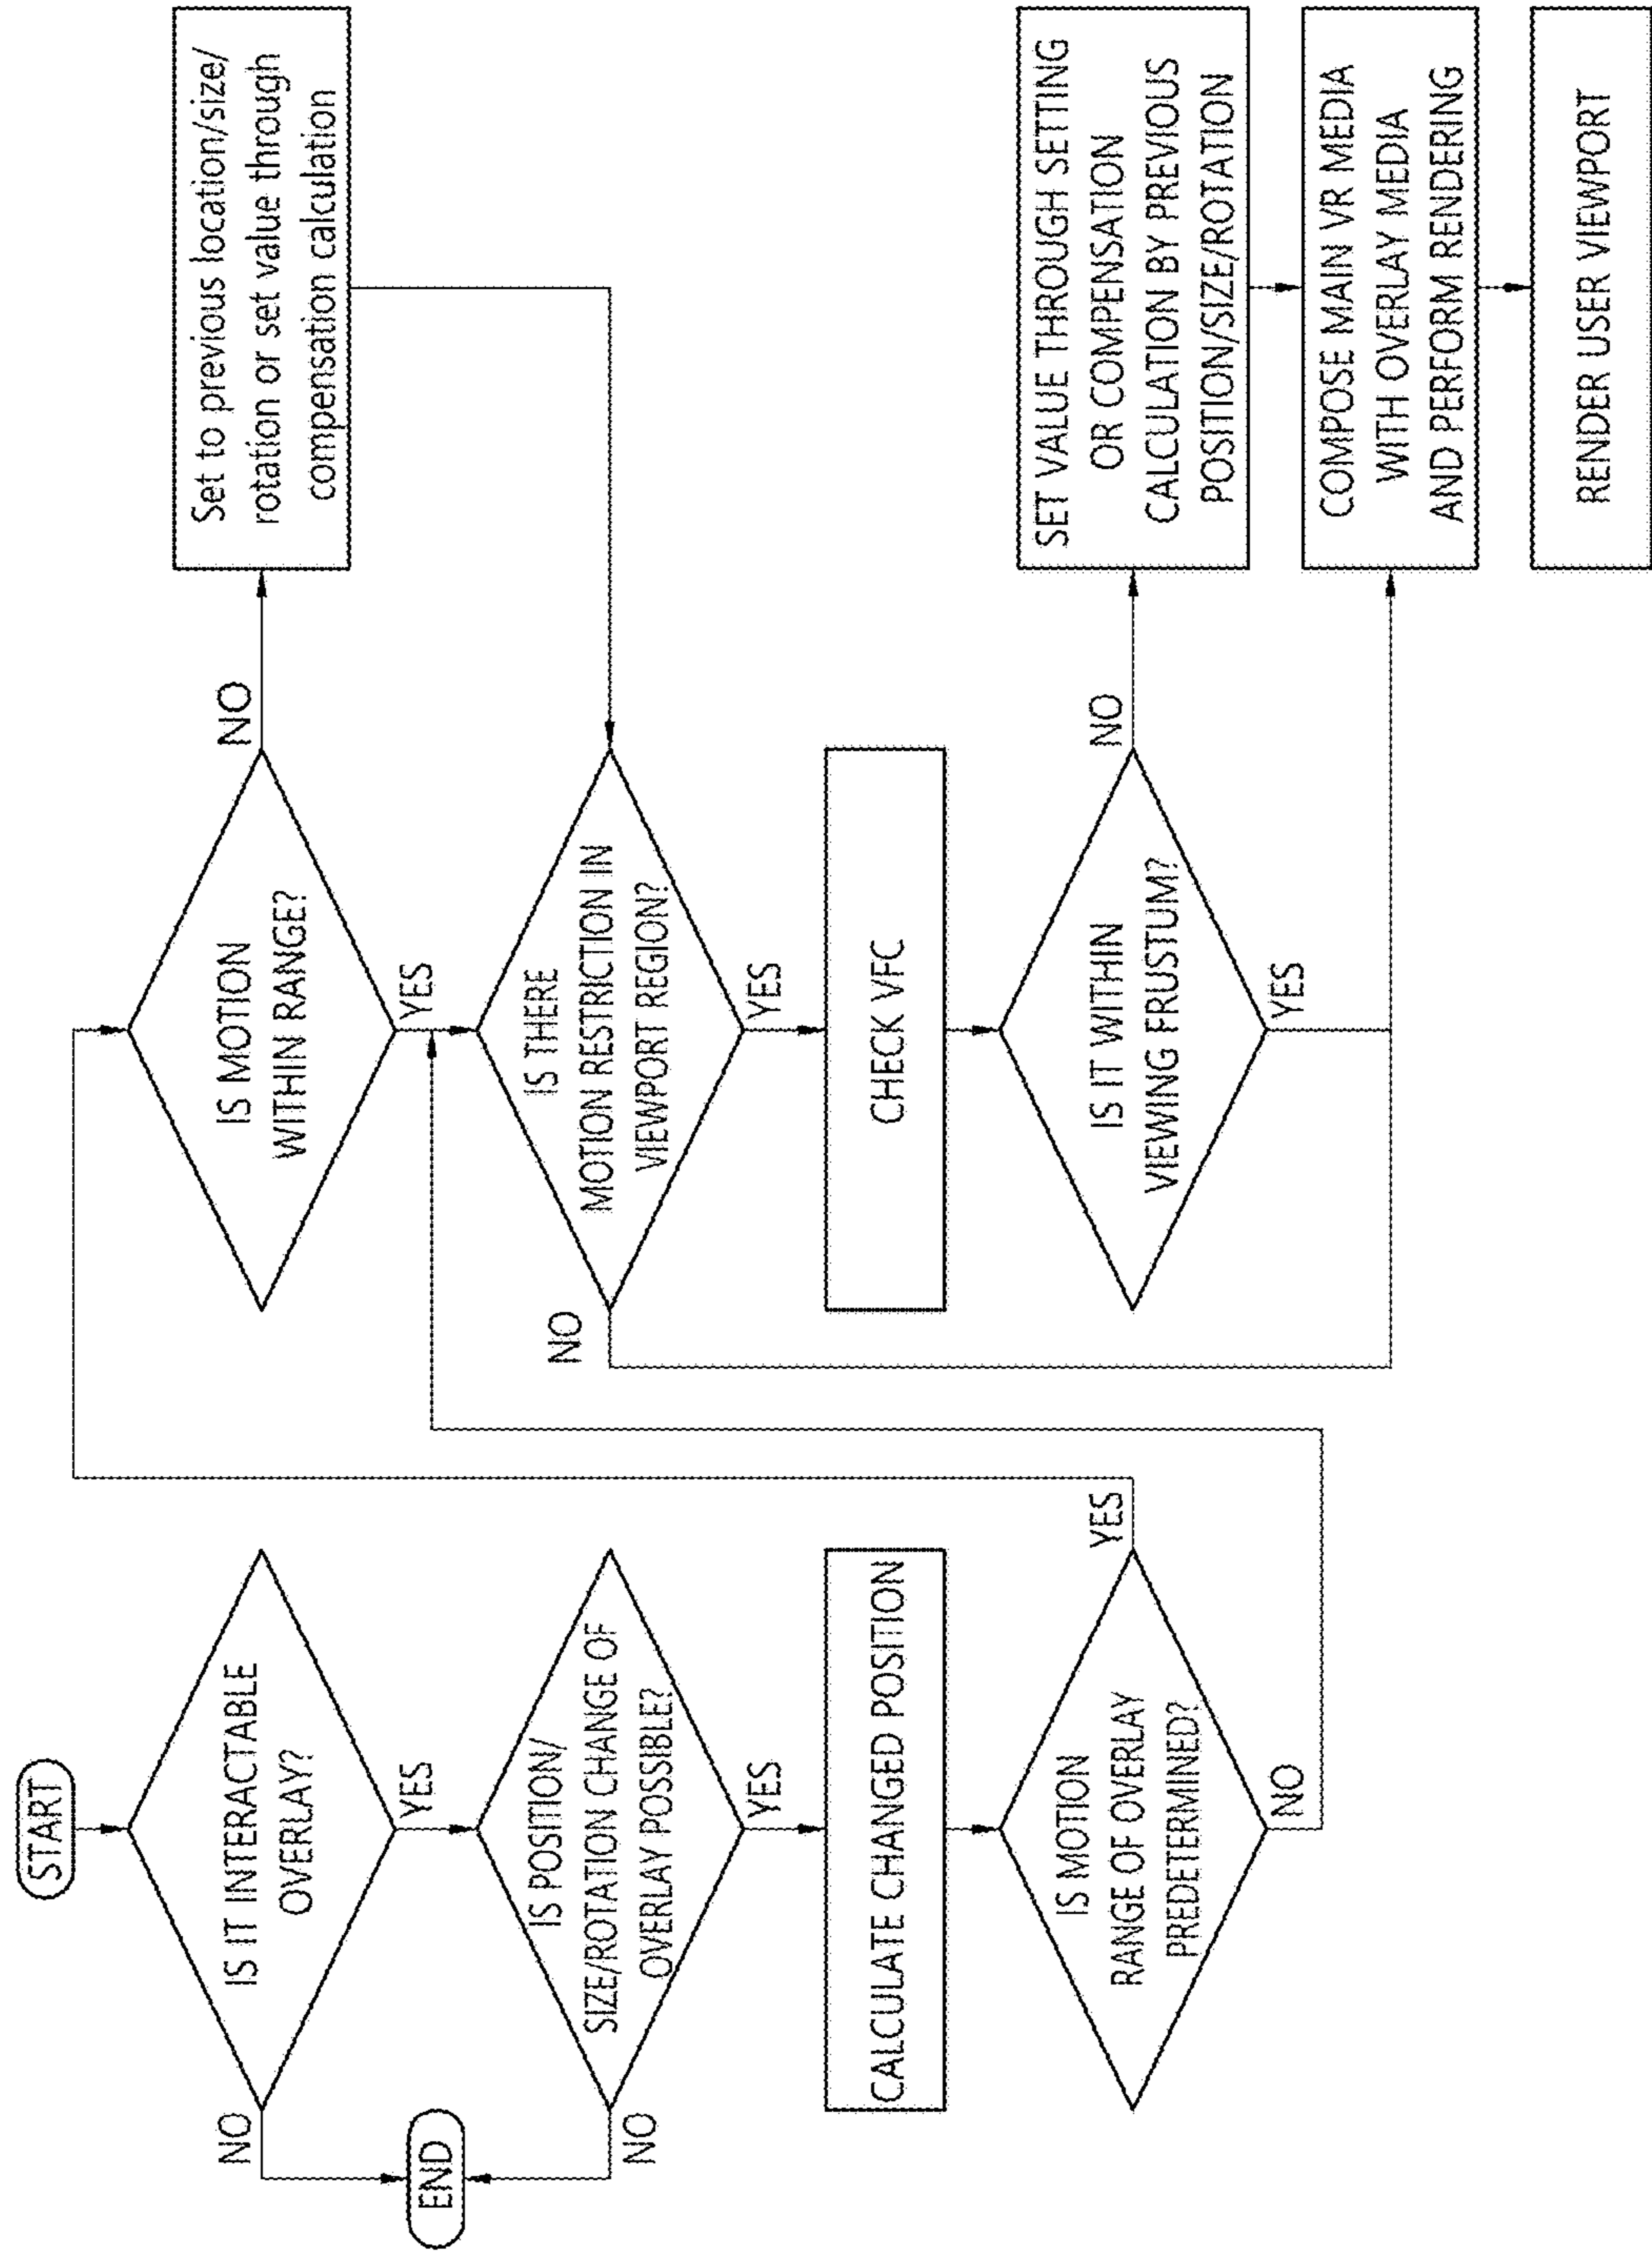 START
IS IT INTERACTABLE
OVERLAY?
NO
YES
END
IS POSITION/
SIZE/ROTATION CHANGE OF
OVERLAY POSSIBLE?
NO
YES
CALCULATE CHANGED POSITION
IS MOTION
RANGE OF OVERLAY
PREDETERMINED?
YES
NO
IS MOTION
WITHIN RANGE?
NO
YES
Set to previous location/size/
rotation or set value through
compensation calculation
IS THERE
MOTION RESTRICTION IN
VIEWPORT REGION?
NO
YES
CHECK VFC
IS IT WITHIN
VIEWING FRUSTUM?
NO
YES
SET VALUE THROUGH SETTING
OR COMPENSATION
CALCULATION BY PREVIOUS
POSITION/SIZE/ROTATION
COMPOSE MAIN VR MEDIA
WITH OVERLAY MEDIA
AND PERFORM RENDERING
RENDER USER VIEWPORT